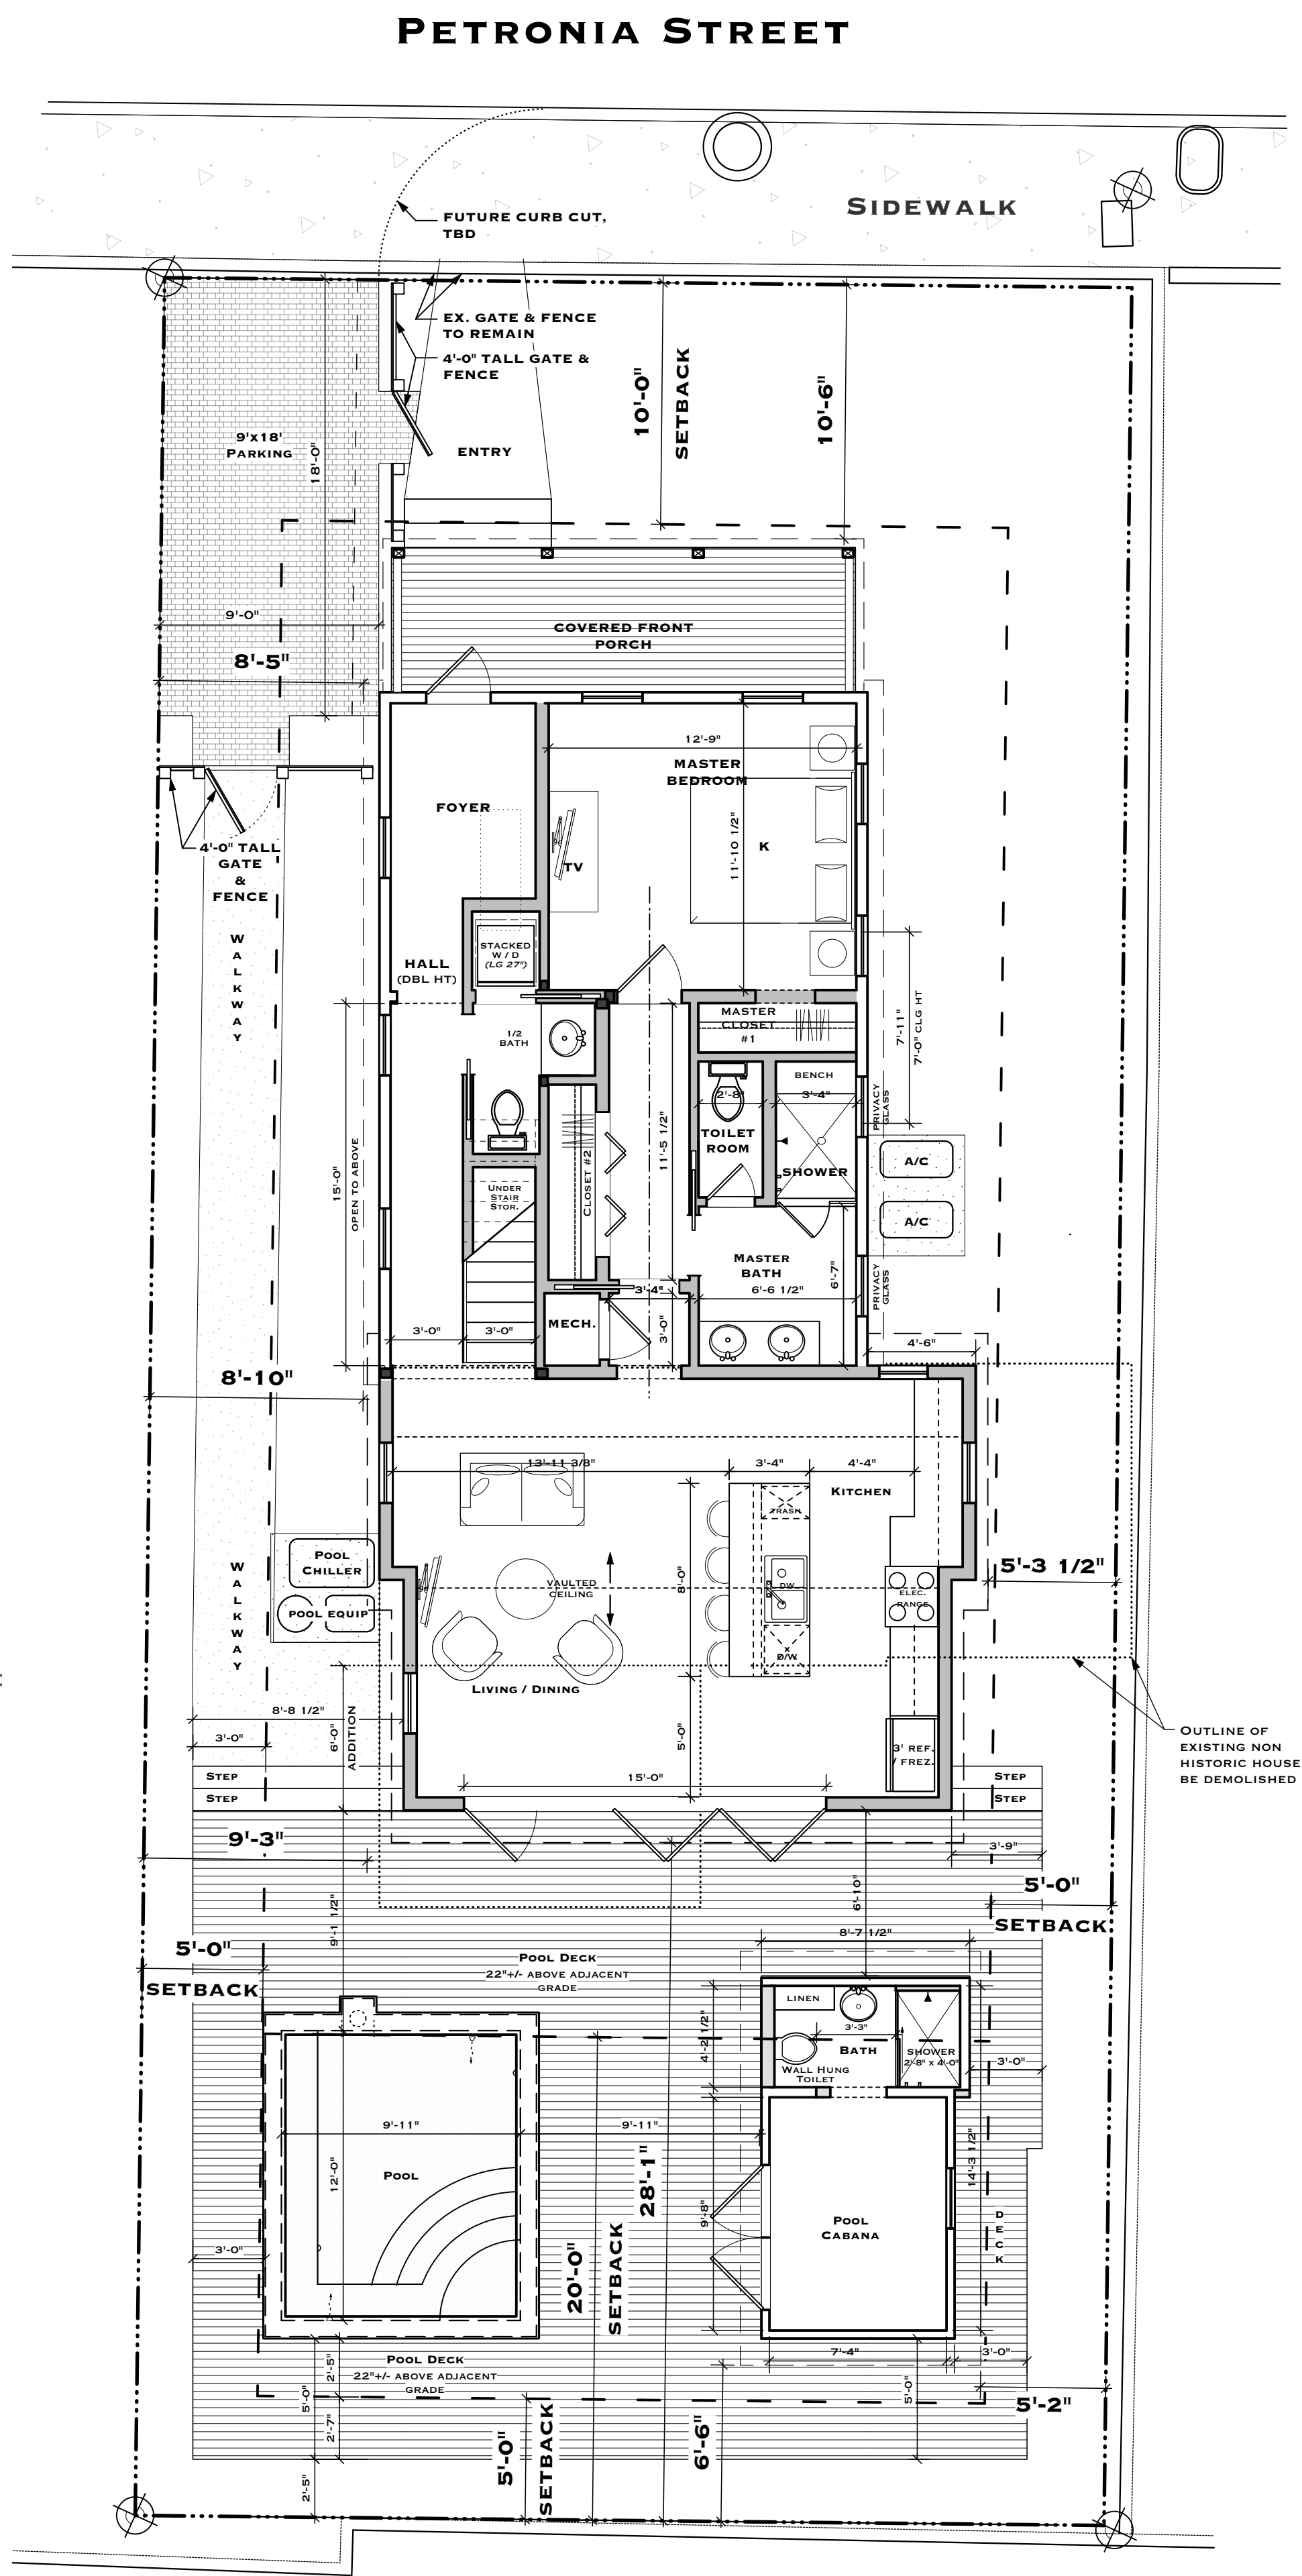 PETRONIA STREET
SIDEWALK
FUTURE CURB CUT,
TBD
EX. GATE & FENCE
TO REMAIN
4'-0" TALL GATE &
FENCE
10'-0"
SETBACK
10'-6"
9'x18'
PARKING
18'-0"
ENTRY
9'-0"
8'-5"
COVERED FRONT
PORCH
12'-9"
MASTER
BEDROOM
FOYER
11'-10 1/2"
K
TV
4'-0" TALL
GATE
&
FENCE
WALKWAY
STACKED
W / D
(LG 27")
HALL
(DBL HT)
MASTER
CLOSET
#1
1/2
BATH
7'-11"
7'-0" CLG HT
BENCH
2'-8"
3'-4"
PRIVACY
GLASS
TOILET
ROOM
SHOWER
A/C
A/C
15'-0"
OPEN TO ABOVE
11'-5 1/2"
CLOSET #2
UNDER
STAIR
STOR.
MASTER
BATH
6'-7"
PRIVACY
GLASS
3'-4"
6'-6 1/2"
MECH.
3'-0"
3'-0"
3'-0"
4'-6"
8'-10"
13'-11 3/8"
3'-4"
4'-4"
KITCHEN
TRASH
WALKWAY
POOL
CHILLER
POOL EQUIP
VAULTED
CEILING
8'-0"
DW
ELEC.
RANGE
5'-3 1/2"
D/W
LIVING / DINING
8'-8 1/2"
3'-0"
6'-0"
ADDITION
5'-0"
3' REF.
/ FREZ.
OUTLINE OF
EXISTING NON
HISTORIC HOUSE
BE DEMOLISHED
STEP
STEP
STEP
STEP
15'-0"
9'-3"
3'-9"
9'-1 1/2"
6'-10"
5'-0"
SETBACK
8'-7 1/2"
5'-0"
SETBACK
POOL DECK
22"+/- ABOVE ADJACENT
GRADE
LINEN
4'-2 1/2"
3'-3"
BATH
SHOWER
2'-8" x 4'-0"
WALL HUNG
TOILET
3'-0"
9'-11"
9'-11"
12'-0"
POOL
28'-1"
14'-3 1/2"
9'-8"
POOL
CABANA
DECK
3'-0"
20'-0"
SETBACK
POOL DECK
22"+/- ABOVE ADJACENT
GRADE
2'-5"
5'-0"
2'-7"
7'-4"
3'-0"
5'-0"
5'-2"
5'-0"
SETBACK
6'-6"
2'-5"